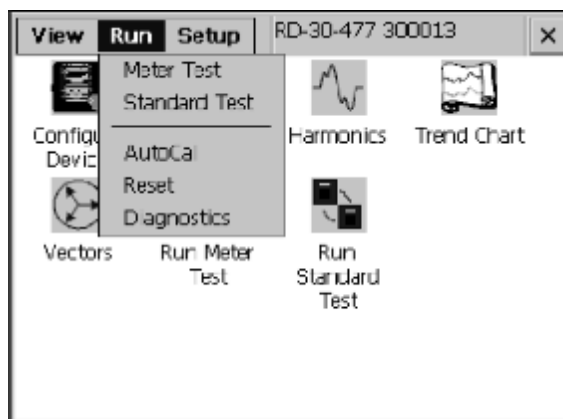 View Run Setup RD-30-477 300013
Meter Test
Standard Test
AutoCal
Reset
Diagnostics
Harmonics
Trend Chart
Vectors
Run Meter
Test
Run
Standard
Test